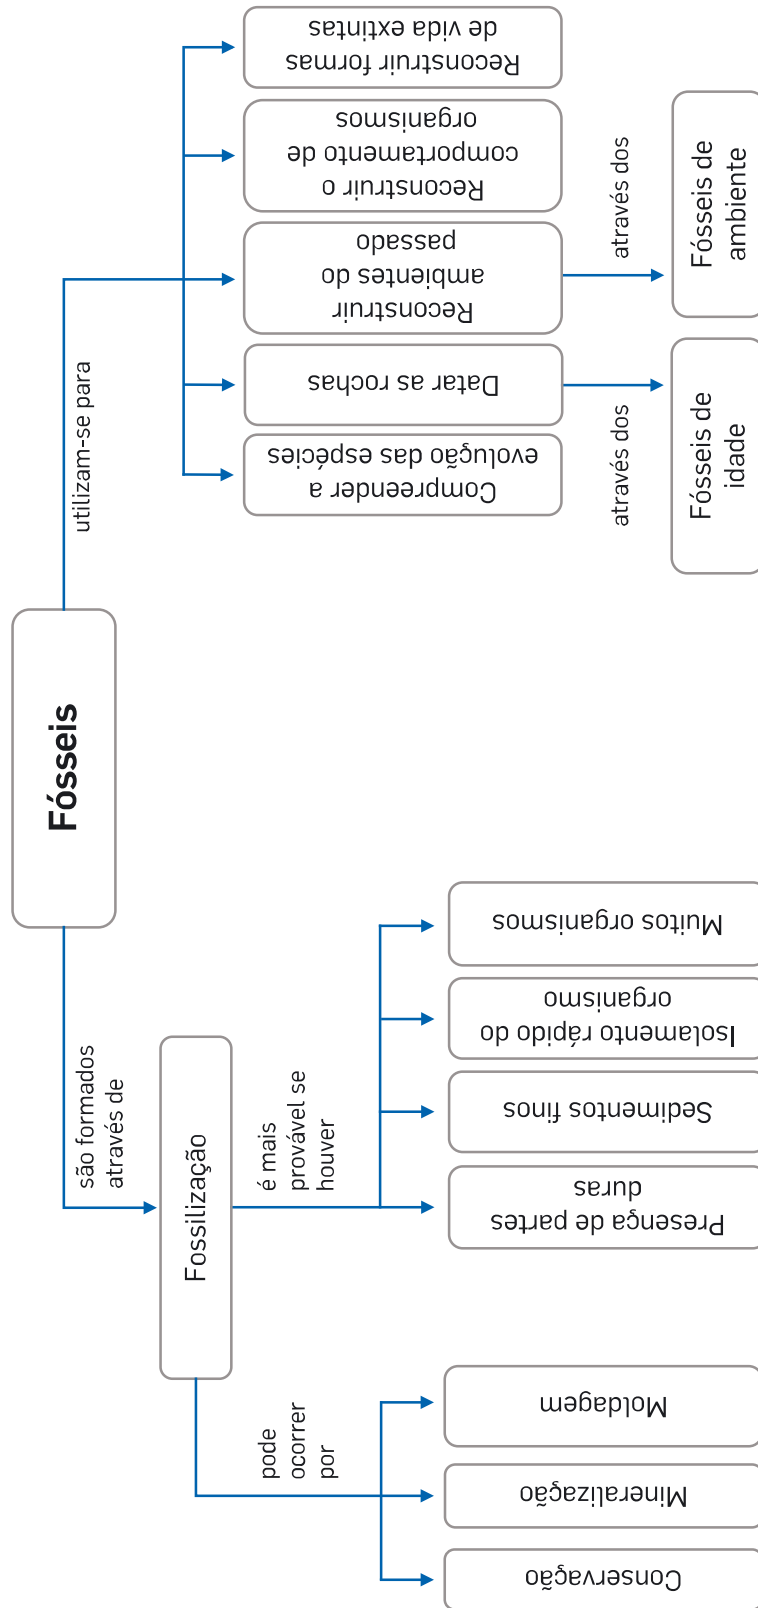 Fósseis
são formados
através de
utilizam-se para
Fossilização
pode
ocorrer
por
é mais
provável se
houver
Conservação
Mineralização
Moldagem
Presença de partes
duras
Sedimentos finos
Isolamento rápido do
organismo
Muitos organismos
Compreender a
evolução das espécies
Datar as rochas
Reconstruir
ambientes do
passado
Reconstruir o
comportamento de
organismos
Reconstruir formas
de vida extintas
através dos
através dos
Fósseis de
idade
Fósseis de
ambiente